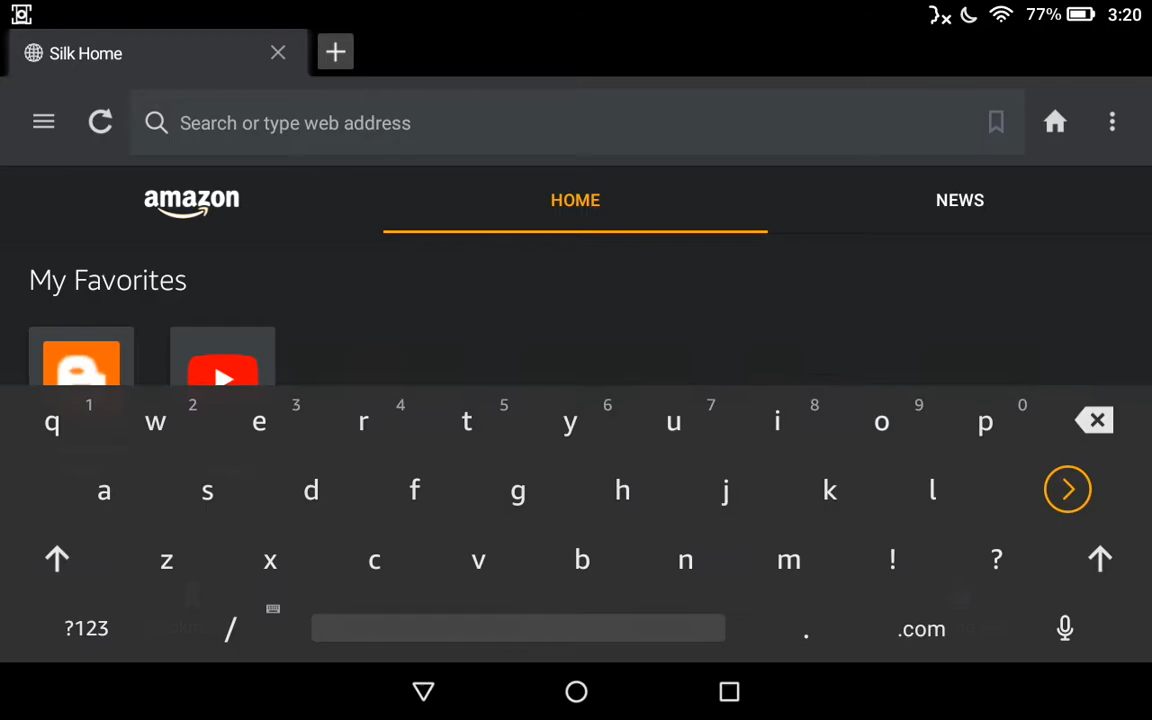 77% 3:20
Silk Home
Search or type web address
amazon HOME NEWS
My Favorites
1 2 3 4 5 6 7 8 9 0
q w e r t y u i o p
a s d f g h j k l
z x c v b n m ! ?
?123 / . .com